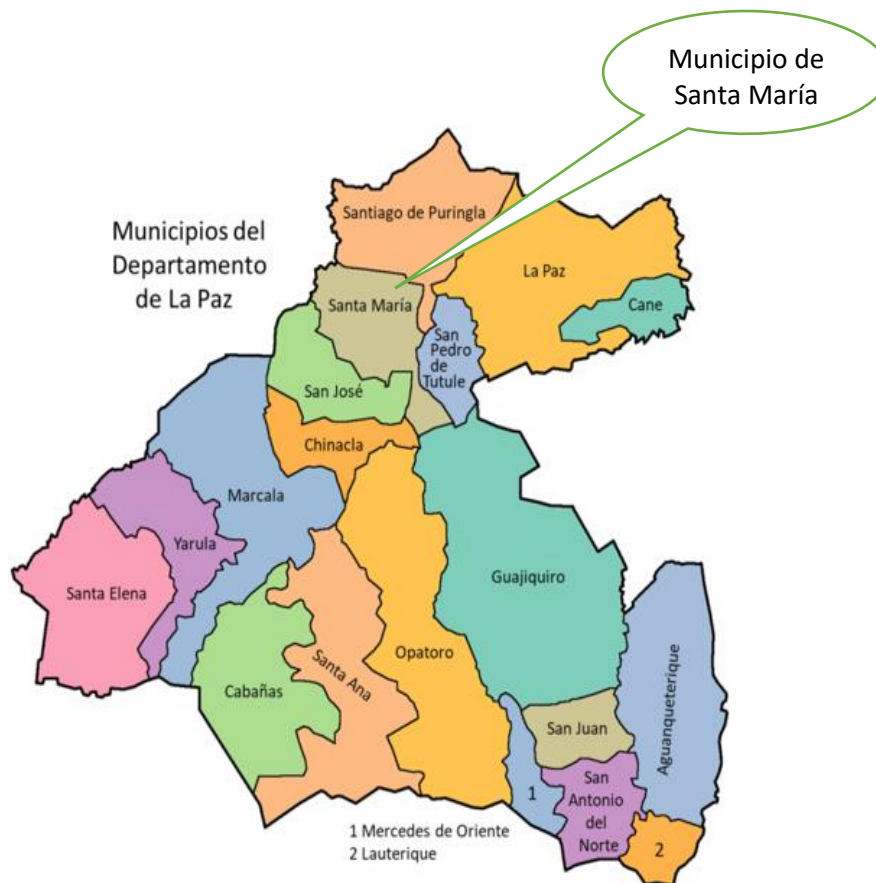 Municipio de
Santa María
Municipios del
Departamento
de La Paz
Santiago de Puringla
La Paz
Cane
Santa María
San
Pedro
de
Tutule
San José
Chinacla
Marcala
Yarula
Santa Elena
Guajiquiro
Opatoro
Santa Ana
Cabañas
Aguanqueterique
San Juan
San
Antonio
del
Norte
1
2
1 Mercedes de Oriente
2 Lauterique